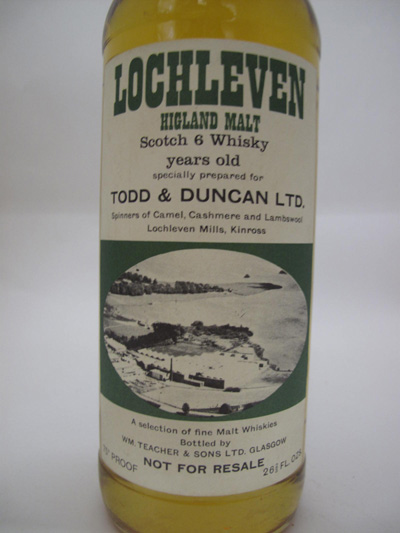 LOCHLEVEN
HIGLAND MALT
Scotch 6 Whisky
years old
specially prepared for
TODD & DUNCAN LTD.
Spinners of Camel, Cashmere and Lambswool
Lochleven Mills, Kinross
A selection of fine Malt Whiskies
Bottled by
WM. TEACHER & SONS LTD. GLASGOW
PROOF NOT FOR RESALE 26⅔ FL OZS